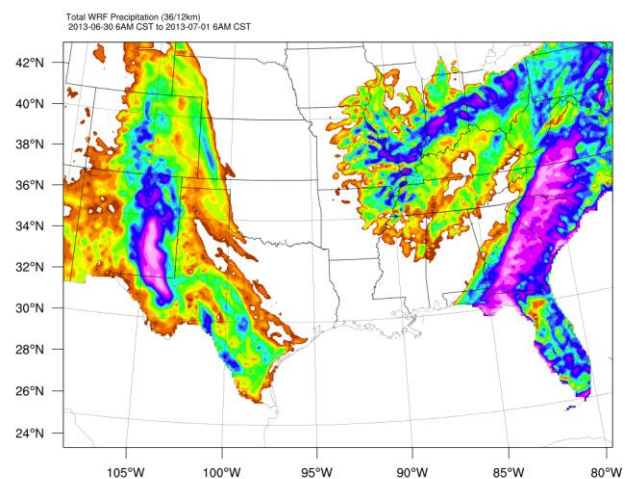 Total WRF Precipitation (36/12km)
2013-06-30 6AM CST to 2013-07-01 6AM CST
42°N
40°N
38°N
36°N
34°N
32°N
30°N
28°N
26°N
24°N
105°W
100°W
95°W
90°W
85°W
80°W